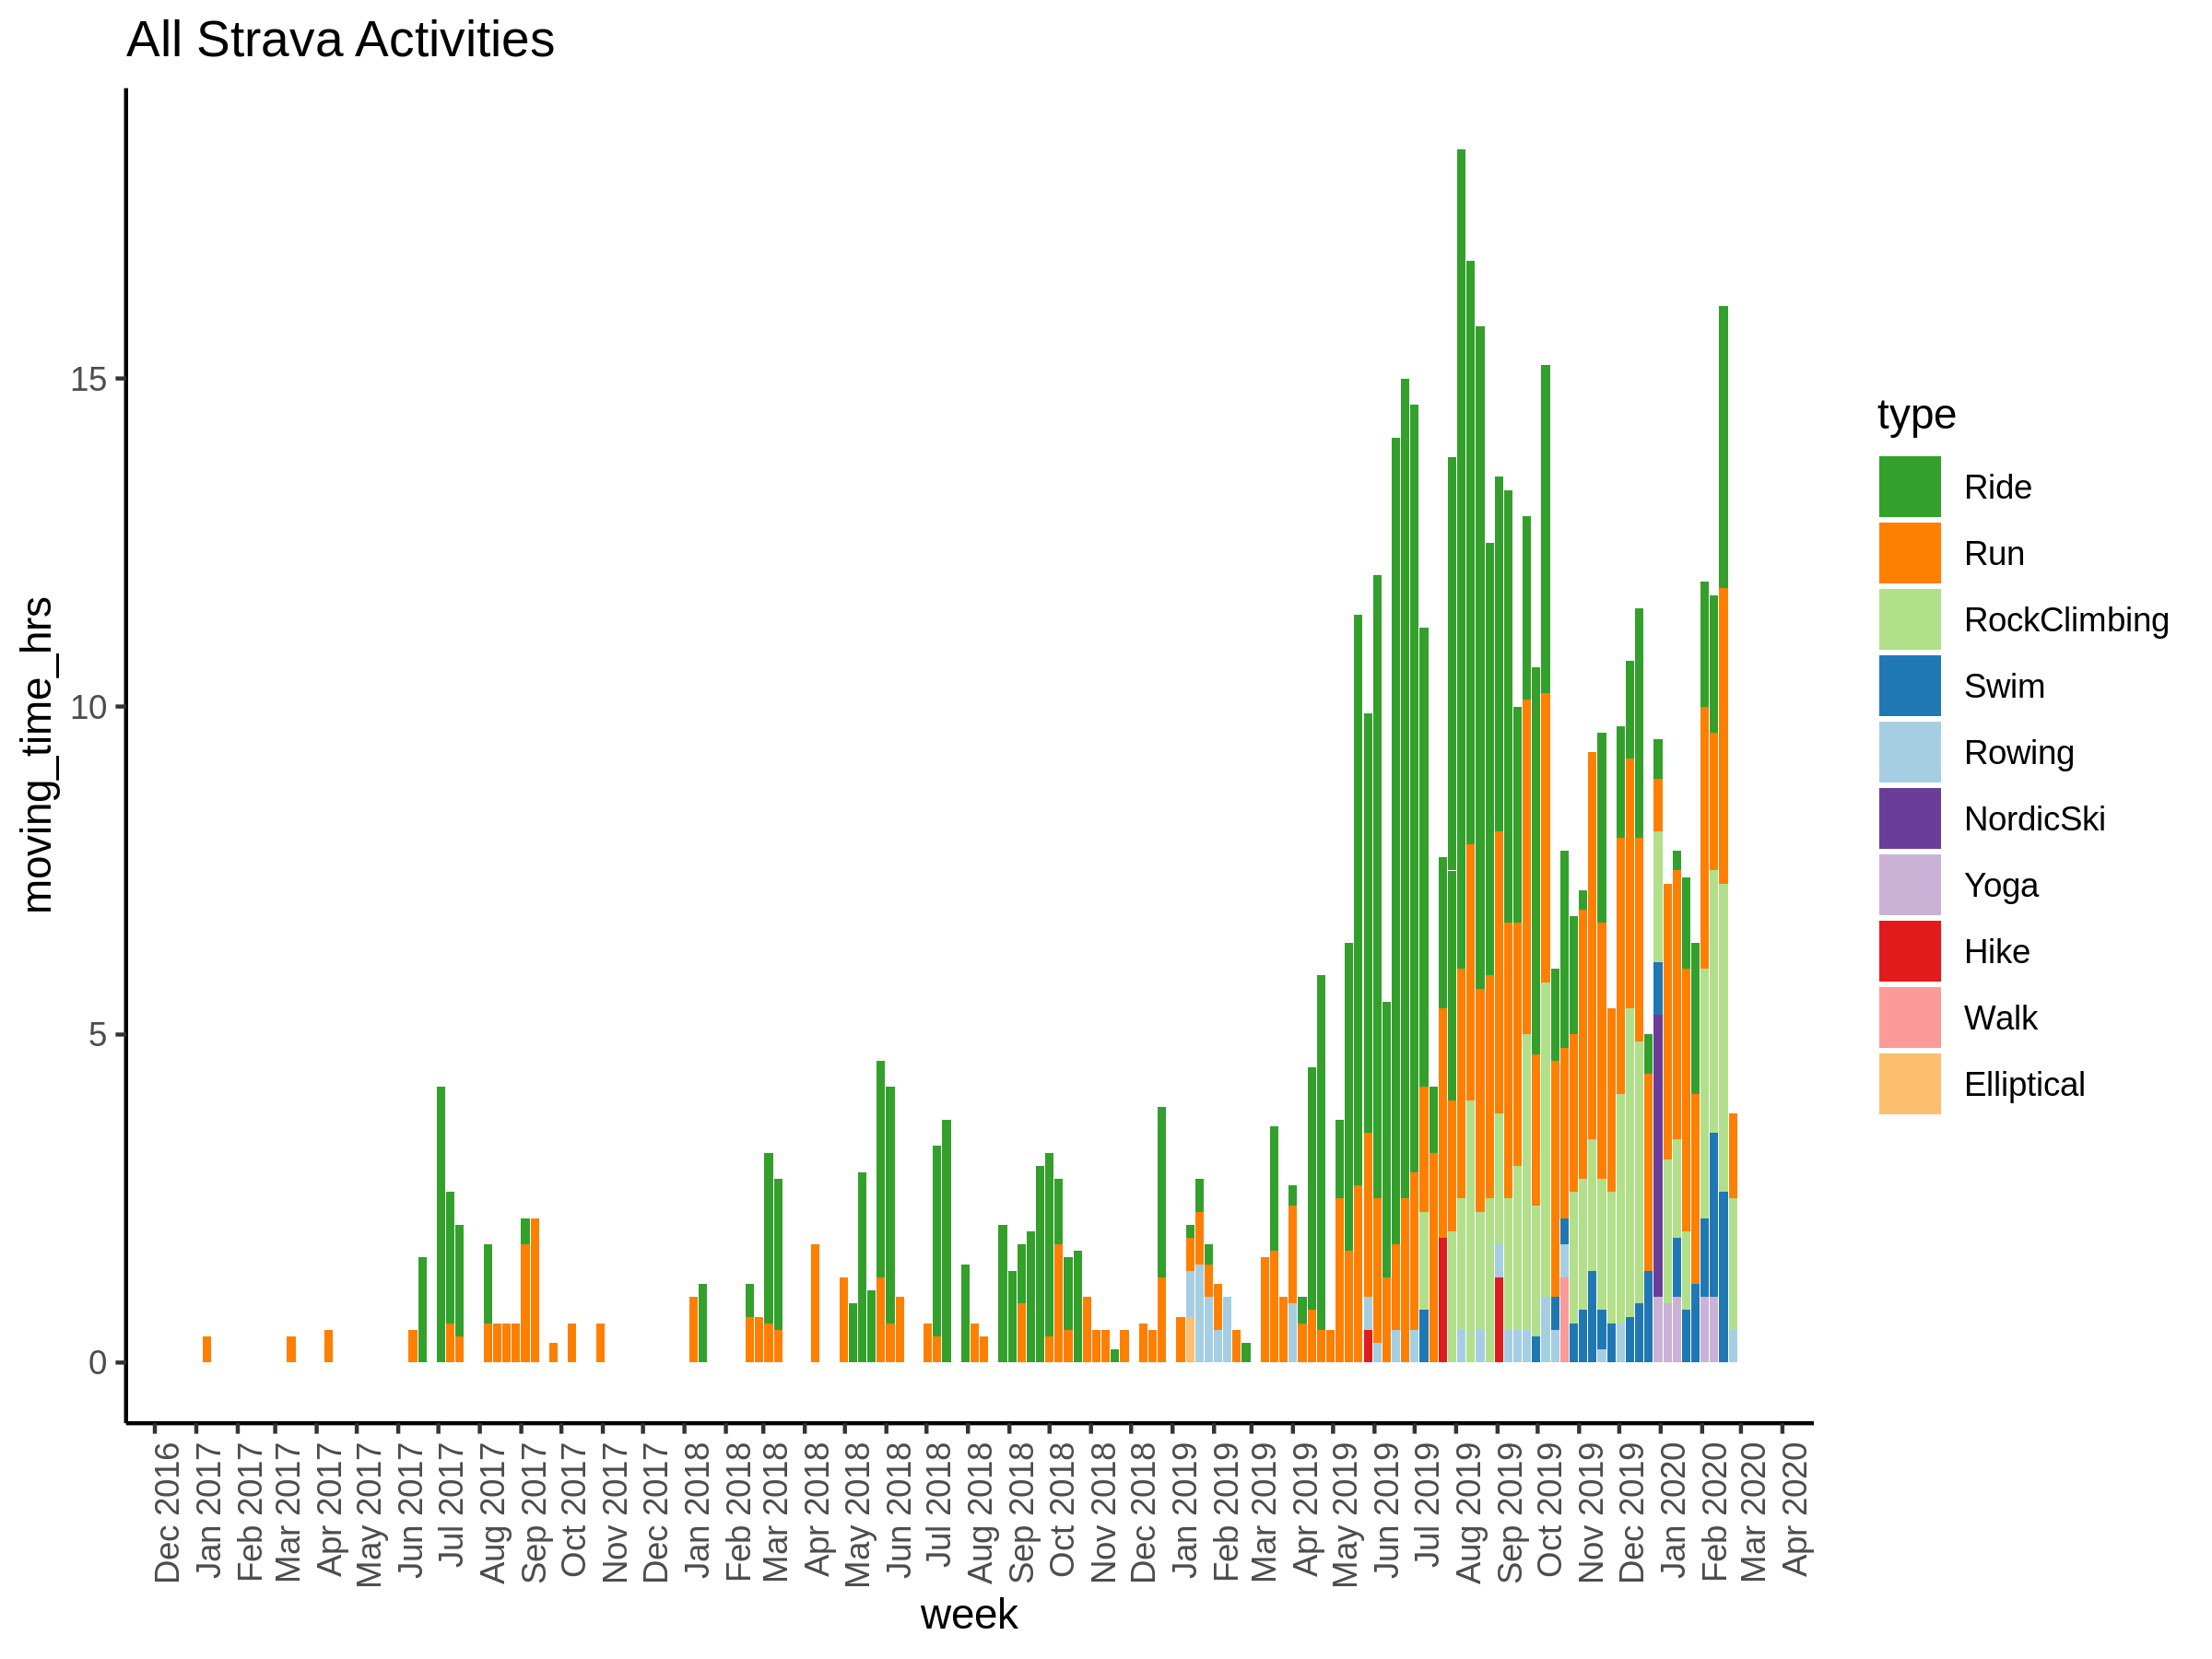 All Strava Activities
moving_time_hrs
15
10
5
0
Dec 2016
Jan 2017
Feb 2017
Mar 2017
Apr 2017
May 2017
Jun 2017
Jul 2017
Aug 2017
Sep 2017
Oct 2017
Nov 2017
Dec 2017
Jan 2018
Feb 2018
Mar 2018
Apr 2018
May 2018
Jun 2018
Jul 2018
Aug 2018
Sep 2018
Oct 2018
Nov 2018
Dec 2018
Jan 2019
Feb 2019
Mar 2019
Apr 2019
May 2019
Jun 2019
Jul 2019
Aug 2019
Sep 2019
Oct 2019
Nov 2019
Dec 2019
Jan 2020
Feb 2020
Mar 2020
Apr 2020
week
type
Ride
Run
RockClimbing
Swim
Rowing
NordicSki
Yoga
Hike
Walk
Elliptical